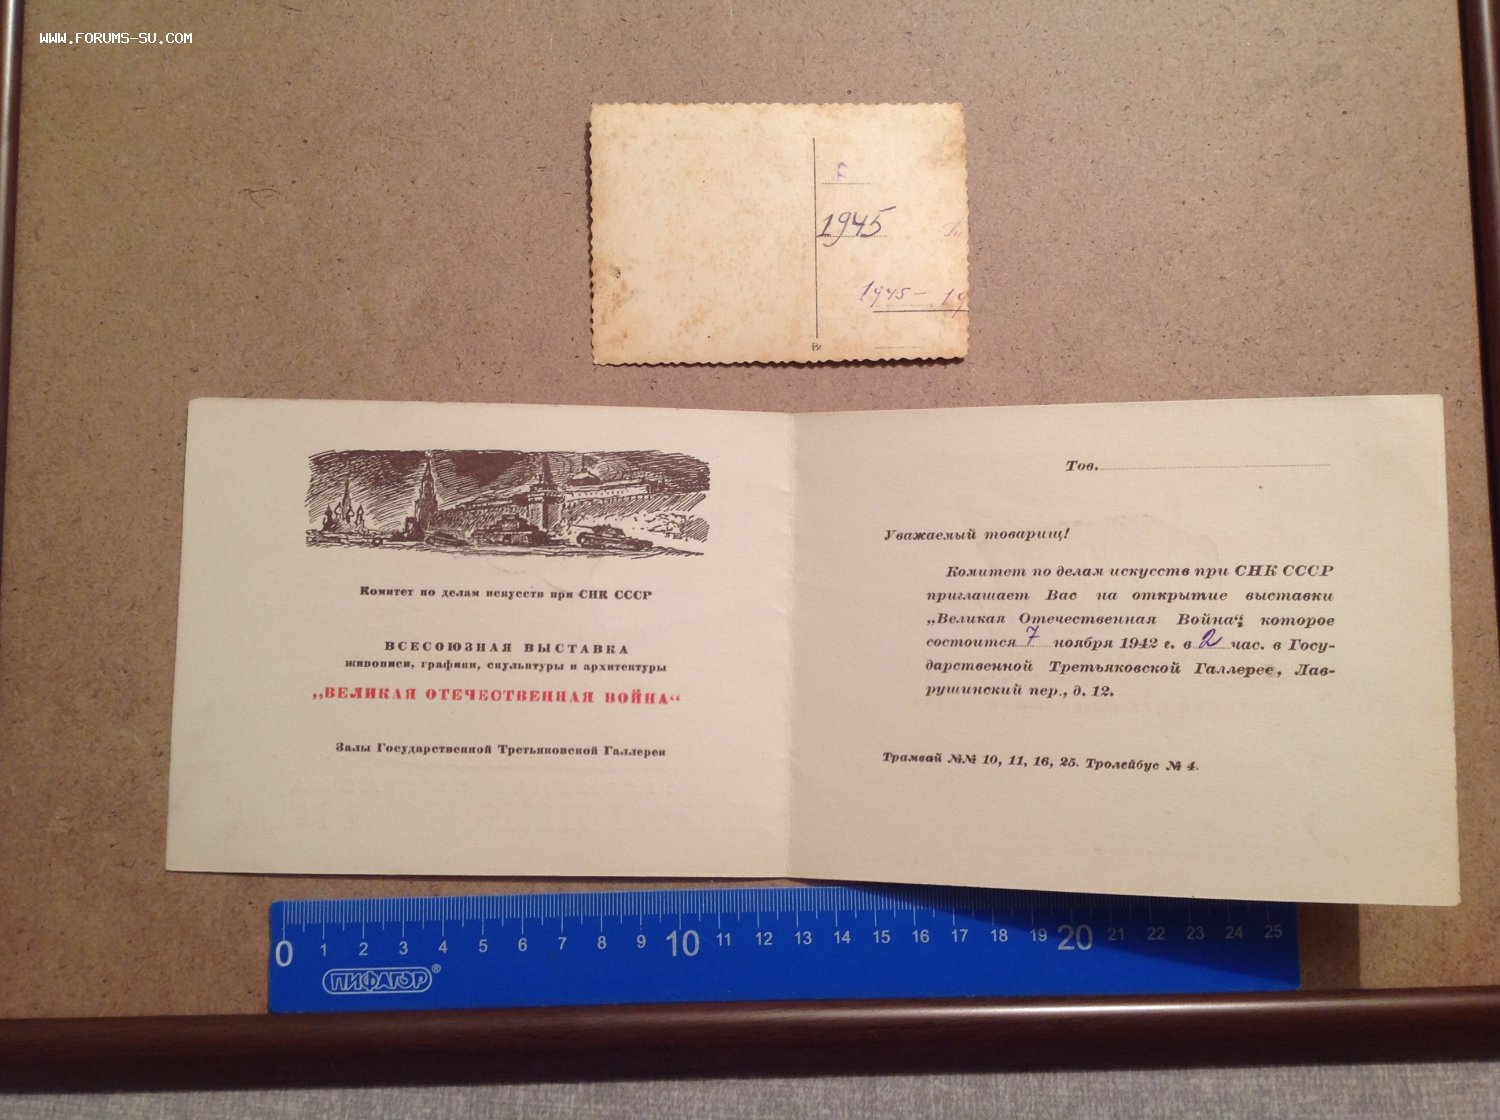 WWW.FORUMS-SU.COM
1945
1945 — 19
Комитет по делам искусств при СНК СССР
ВСЕСОЮЗНАЯ ВЫСТАВКА
живописи, графики, скульптуры и архитектуры
„ВЕЛИКАЯ ОТЕЧЕСТВЕННАЯ ВОЙНА“
Залы Государственной Третьяковской Галлереи
Тов.
Уважаемый товарищ!
Комитет по делам искусств при СНК СССР
приглашает Вас на открытие выставки
„Великая Отечественная Война“, которое
состоится 7 ноября 1942 г. в 2 час. в Госу-
дарственной Третьяковской Галлерее, Лав-
рушинский пер., д. 12.
Трамвай №№ 10, 11, 16, 25. Тролейбус № 4.
0 1 2 3 4 5 6 7 8 9 10 11 12 13 14 15 16 17 18 19 20 21 22 23 24 25
ПИФАГОР®